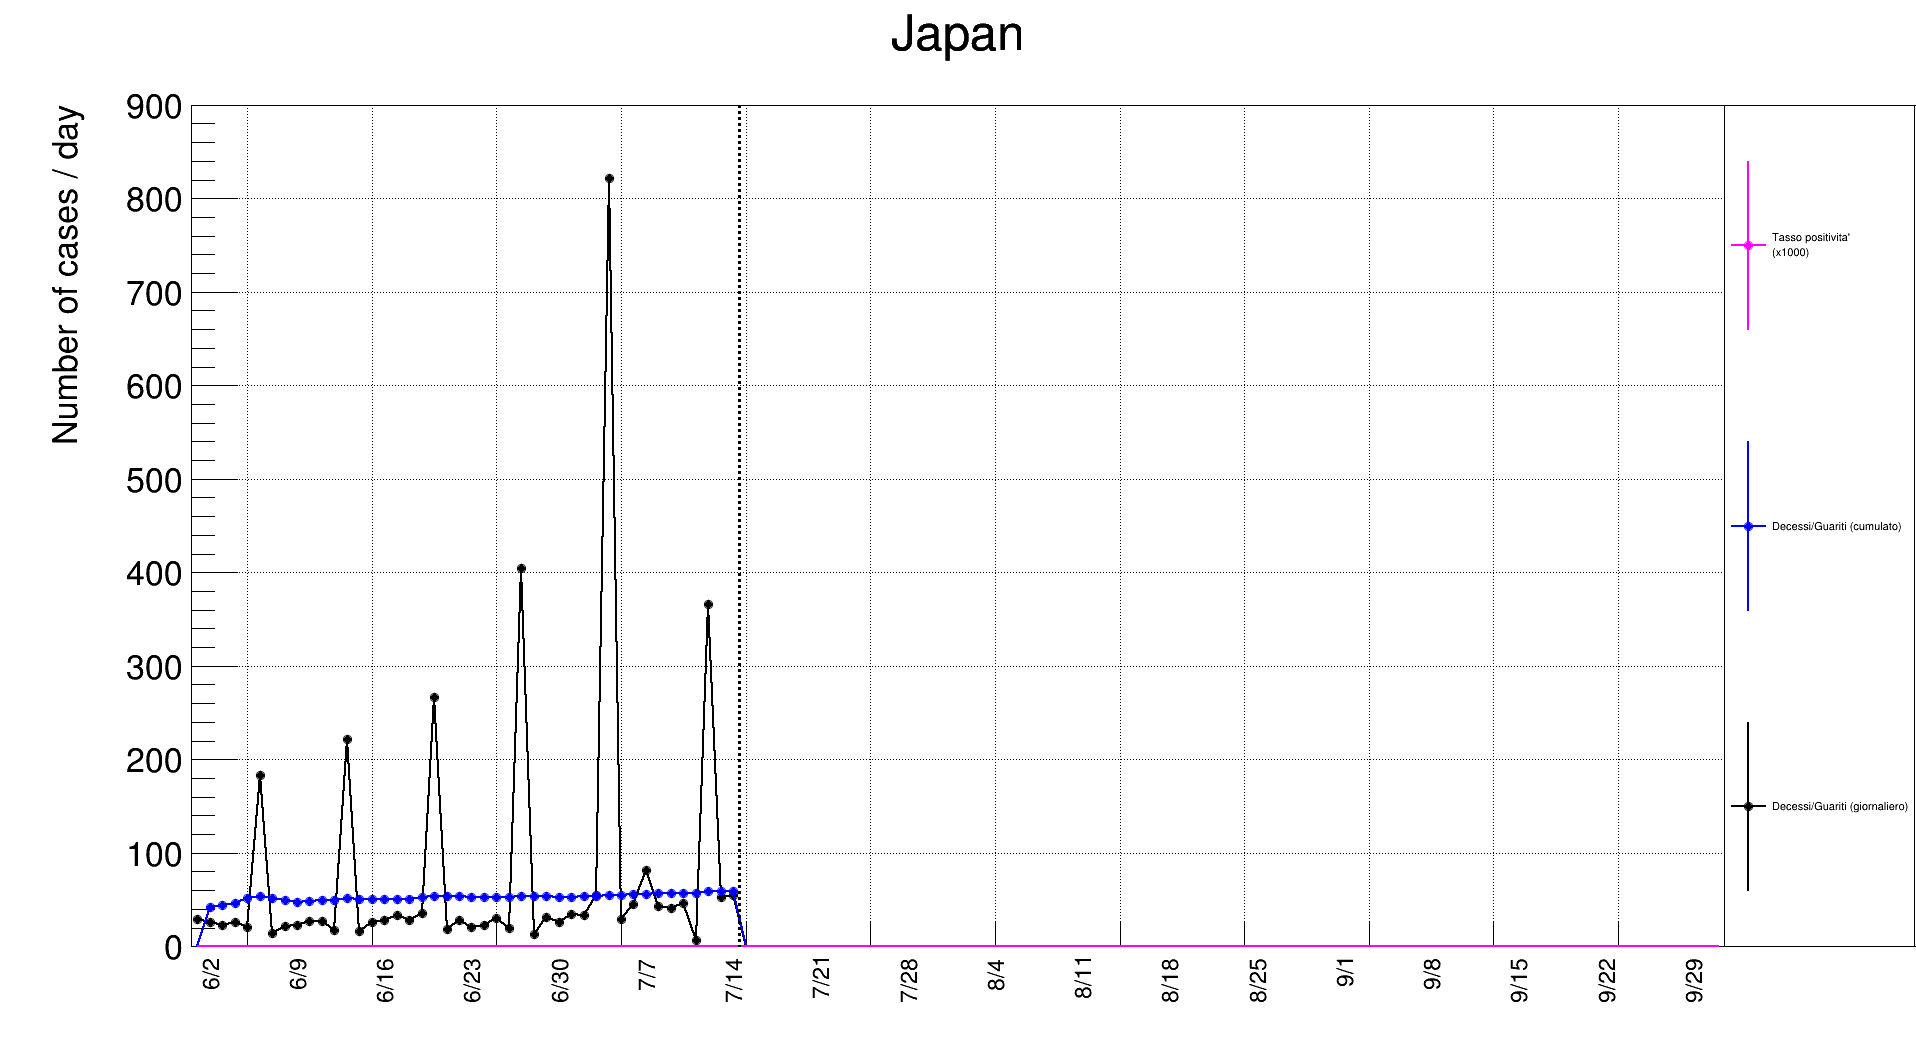 Japan
Number of cases / day
900
800
700
600
500
400
300
200
100
0
6/2 6/9 6/16 6/23 6/30 7/7 7/14 7/21 7/28 8/4 8/11 8/18 8/25 9/1 9/8 9/15 9/22 9/29
Tasso positivita'
(x1000)
Decessi/Guariti (cumulato)
Decessi/Guariti (giornaliero)